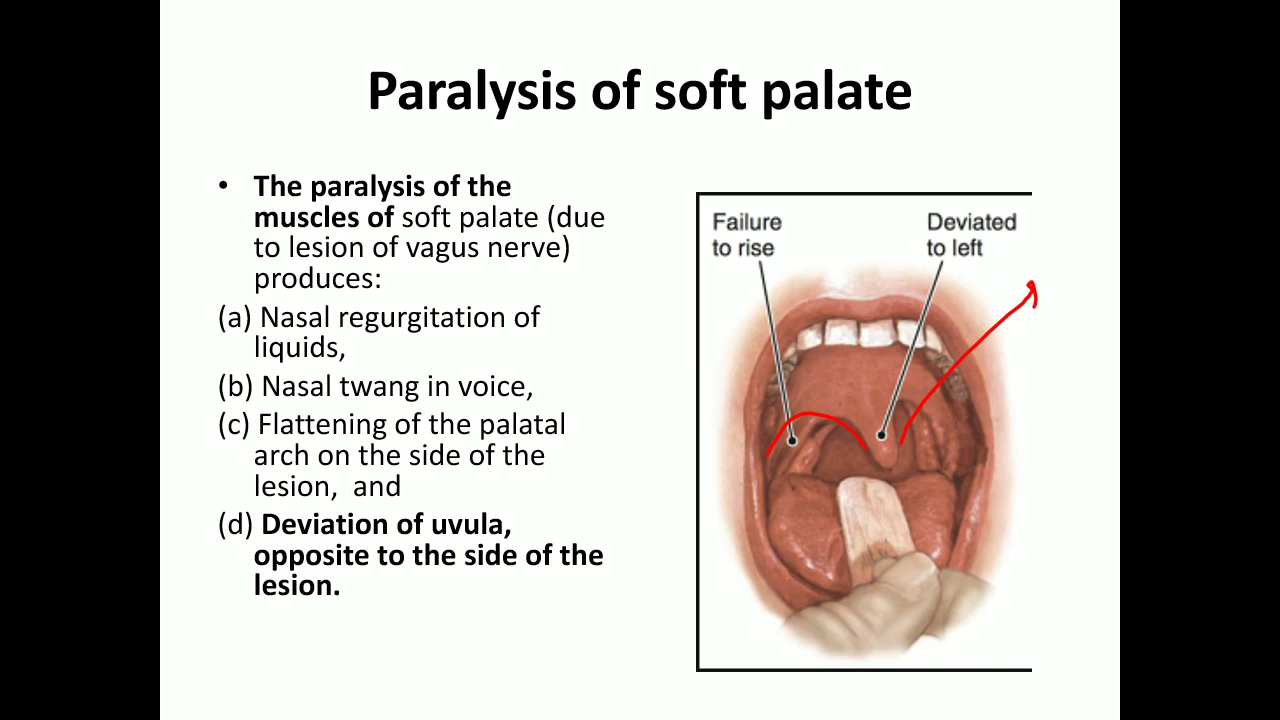 Paralysis of soft palate
• The paralysis of the
muscles of soft palate (due
to lesion of vagus nerve)
produces:
(a) Nasal regurgitation of
liquids,
(b) Nasal twang in voice,
(c) Flattening of the palatal
arch on the side of the
lesion, and
(d) Deviation of uvula,
opposite to the side of the
lesion.
Failure
to rise
Deviated
to left